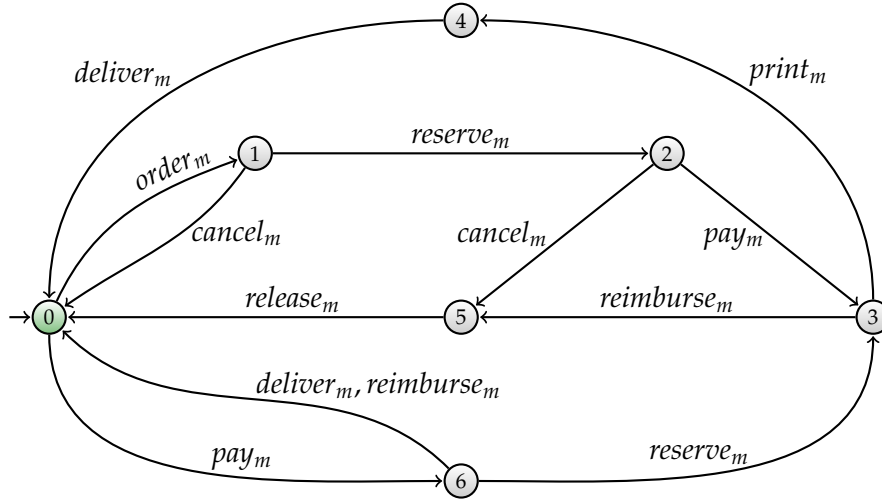 4
deliver_m
print_m
order_m
1
reserve_m
2
cancel_m
cancel_m
pay_m
0
release_m
5
reimburse_m
3
deliver_m, reimburse_m
pay_m
reserve_m
6